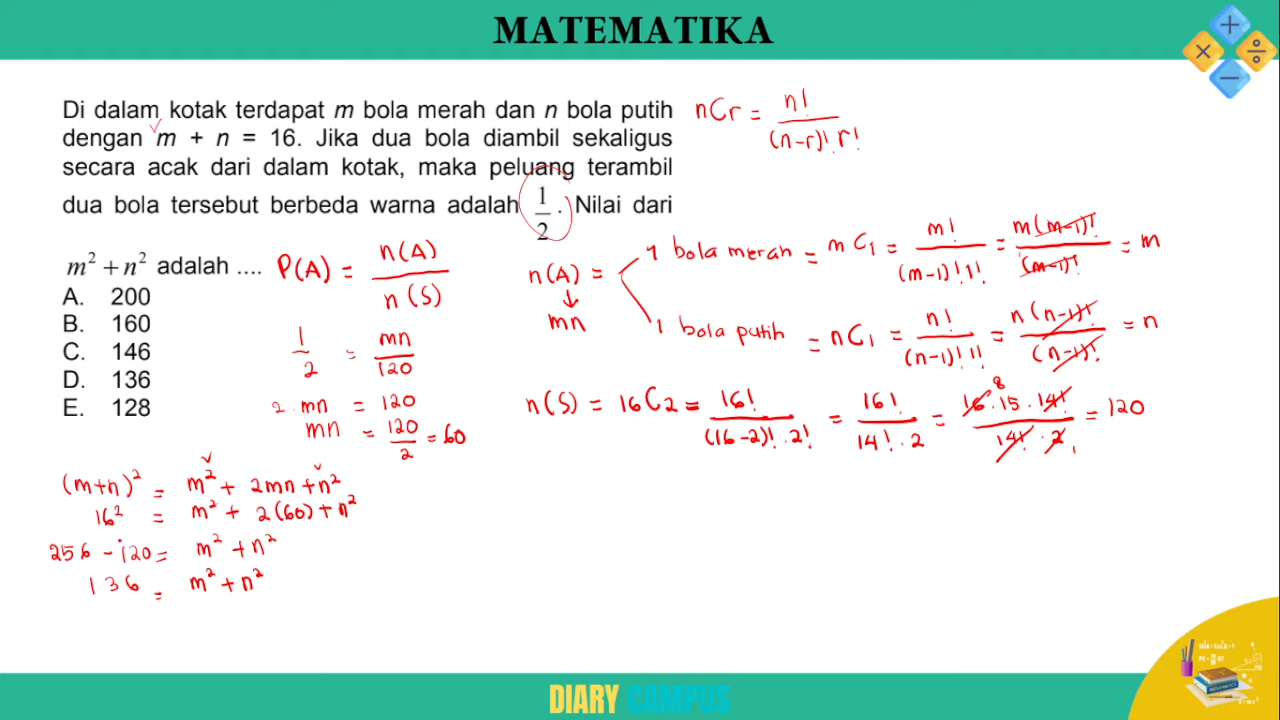 MATEMATIKA
Di dalam kotak terdapat m bola merah dan n bola putih
dengan m + n = 16. Jika dua bola diambil sekaligus
secara acak dari dalam kotak, maka peluang terambil
dua bola tersebut berbeda warna adalah 1/2. Nilai dari
m² + n² adalah ....
A. 200
B. 160
C. 146
D. 136
E. 128
nCr = n! / (n-r)! r!
P(A) = n(A) / n(S)
1/2 = mn/120
2 . mn = 120
mn = 120/2 = 60
n(A) =
mn
1 bola merah = mC1 = m! / (m-1)! 1! = m(m-1)! / (m-1)! = m
1 bola putih = nC1 = n! / (n-1)! 1! = n(n-1)! / (n-1)! = n
n(S) = 16C2 = 16! / (16-2)! . 2! = 16! / 14! . 2 = 16 . 15 . 14! / 14! . 2 = 120
8
1
(m+n)² = m² + 2mn + n²
16² = m² + 2(60) + n²
256 - 120 = m² + n²
136 = m² + n²
DIARY CAMPUS